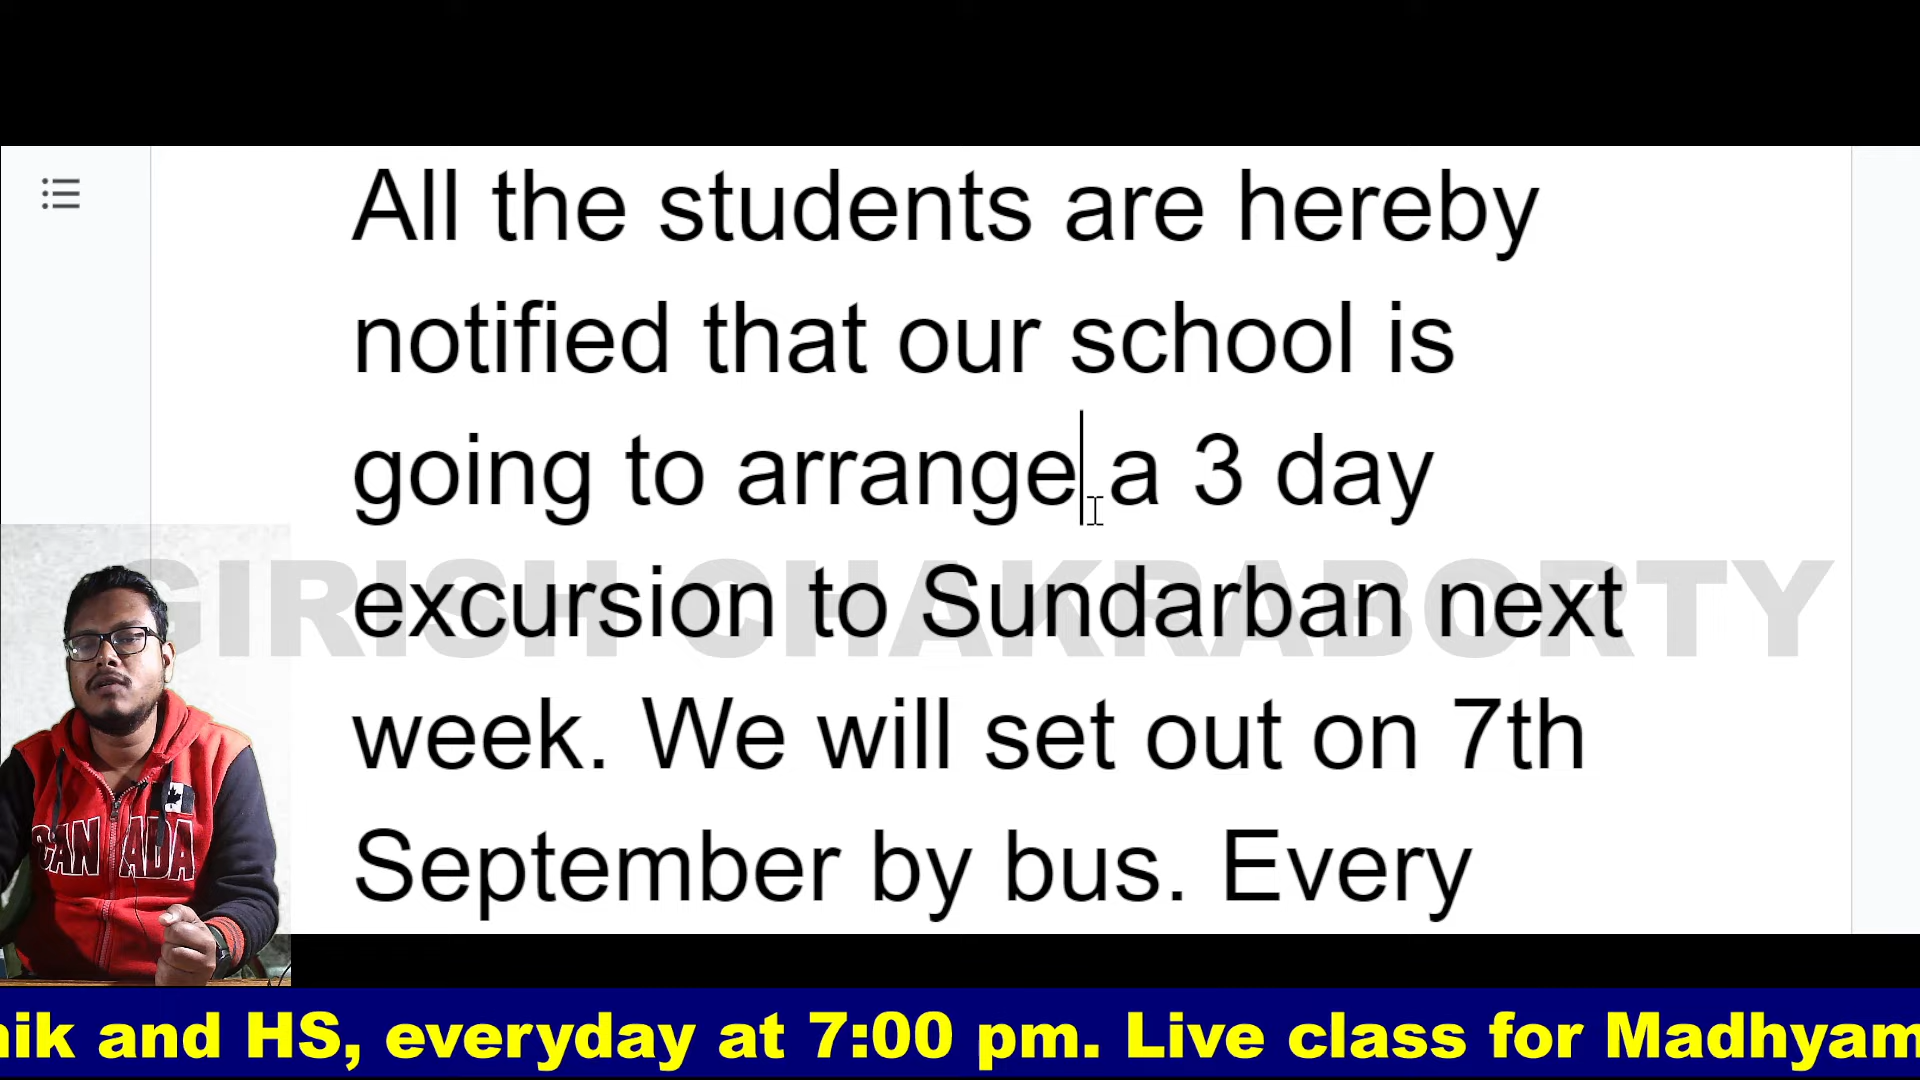 All the students are hereby
notified that our school is
going to arrange a 3 day
excursion to Sundarban next
week. We will set out on 7th
September by bus. Every
GIRISH CHAKRABORTY
CANADA
and HS, everyday at 7:00 pm. Live class for